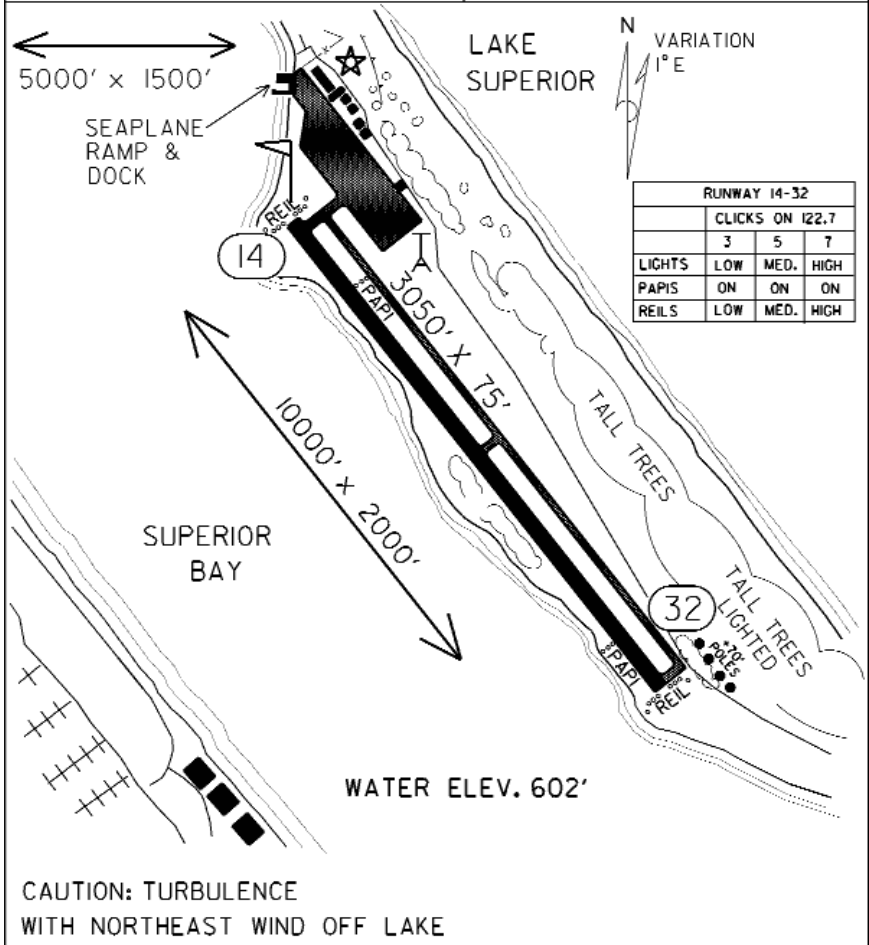 5000' x 1500'
LAKE
SUPERIOR
N
VARIATION
1° E
SEAPLANE
RAMP &
DOCK
RUNWAY 14-32
CLICKS ON 122.7
3 5 7
LIGHTS LOW MED. HIGH
PAPIS ON ON ON
REILS LOW MED. HIGH
REIL
14
PAPI
3050' X 75'
10000' x 2000'
TALL TREES
SUPERIOR
BAY
32
TALL TREES
LIGHTED
+70'
POLES
PAPI
REIL
WATER ELEV. 602'
CAUTION: TURBULENCE
WITH NORTHEAST WIND OFF LAKE